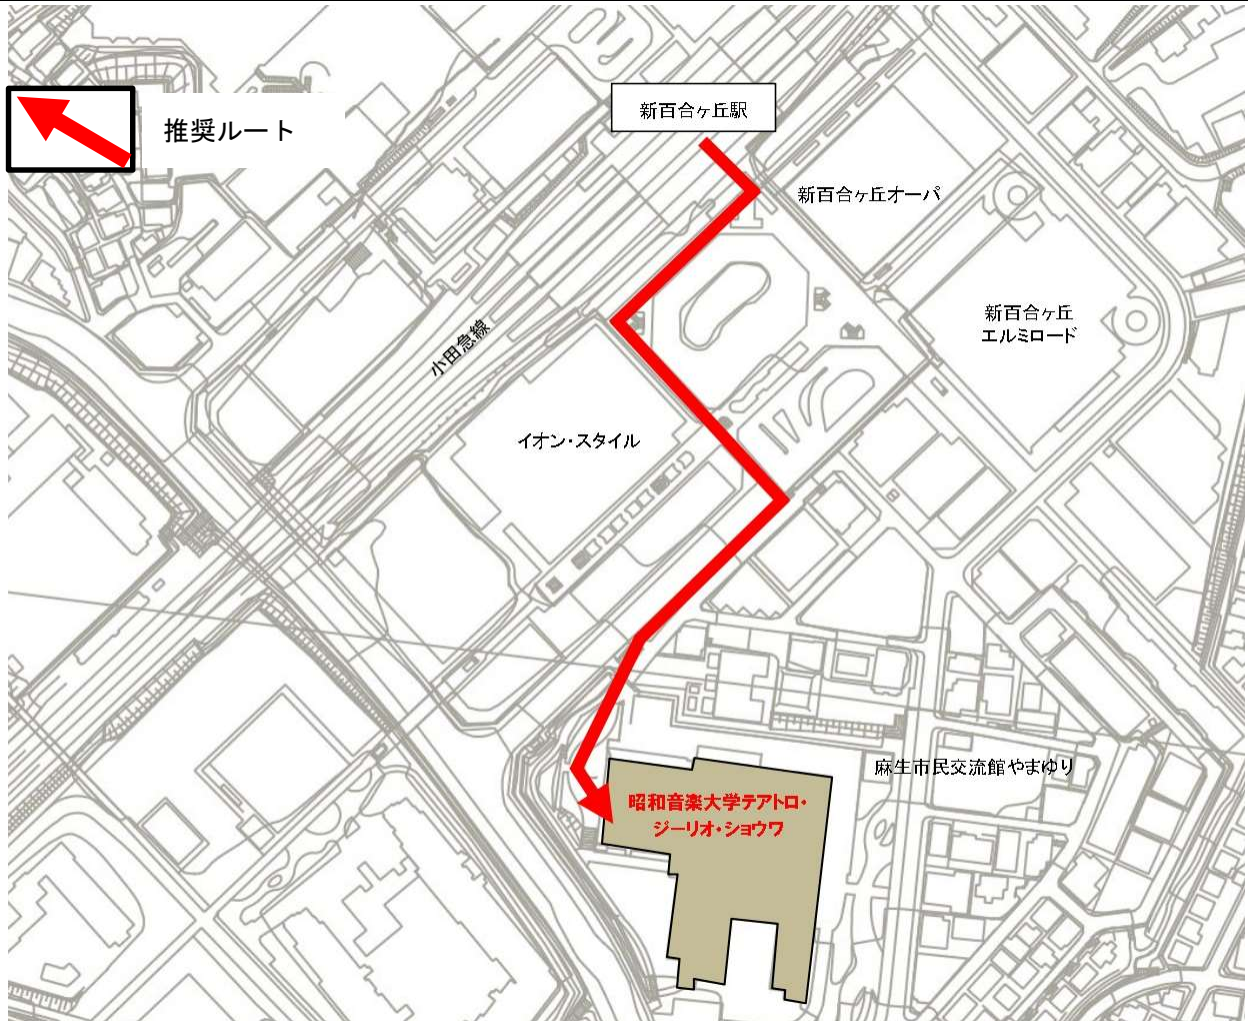 新百合ヶ丘駅
推奨ルート
新百合ヶ丘オーパ
新百合ヶ丘
エルミロード
小田急線
イオン・スタイル
麻生市民交流館やまゆり
昭和音楽大学テアトロ・
ジーリオ・ショウワ